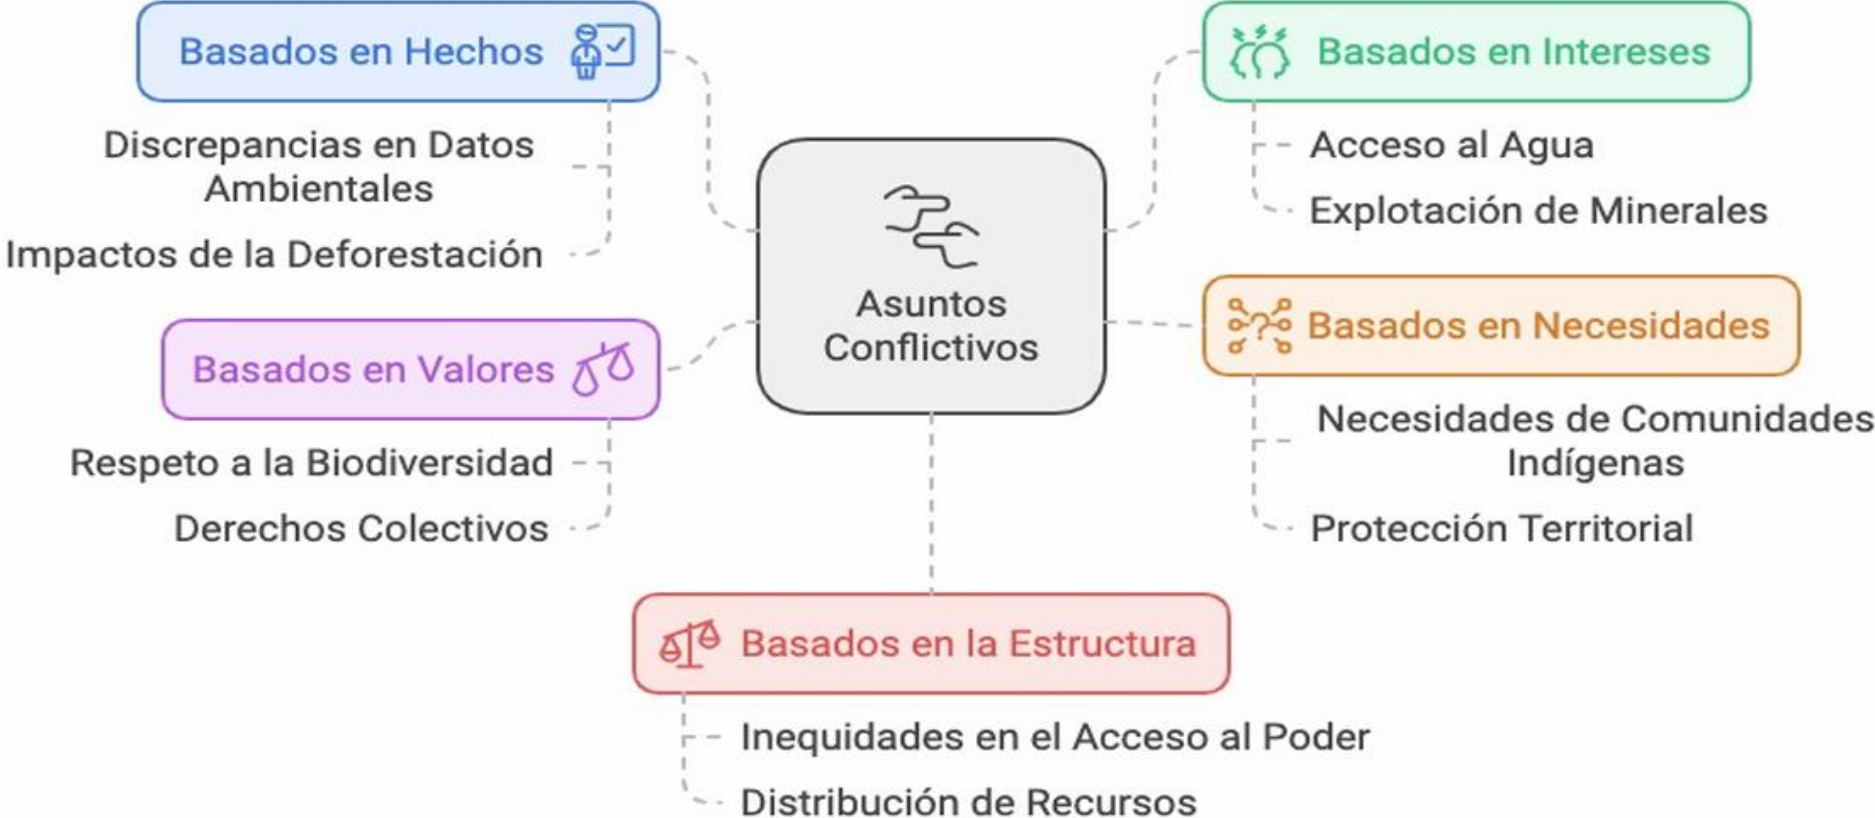 Basados en Hechos
Discrepancias en Datos
Ambientales
Impactos de la Deforestación
Basados en Valores
Respeto a la Biodiversidad
Derechos Colectivos
Asuntos
Conflictivos
Basados en Intereses
Acceso al Agua
Explotación de Minerales
Basados en Necesidades
Necesidades de Comunidades
Indígenas
Protección Territorial
Basados en la Estructura
Inequidades en el Acceso al Poder
Distribución de Recursos